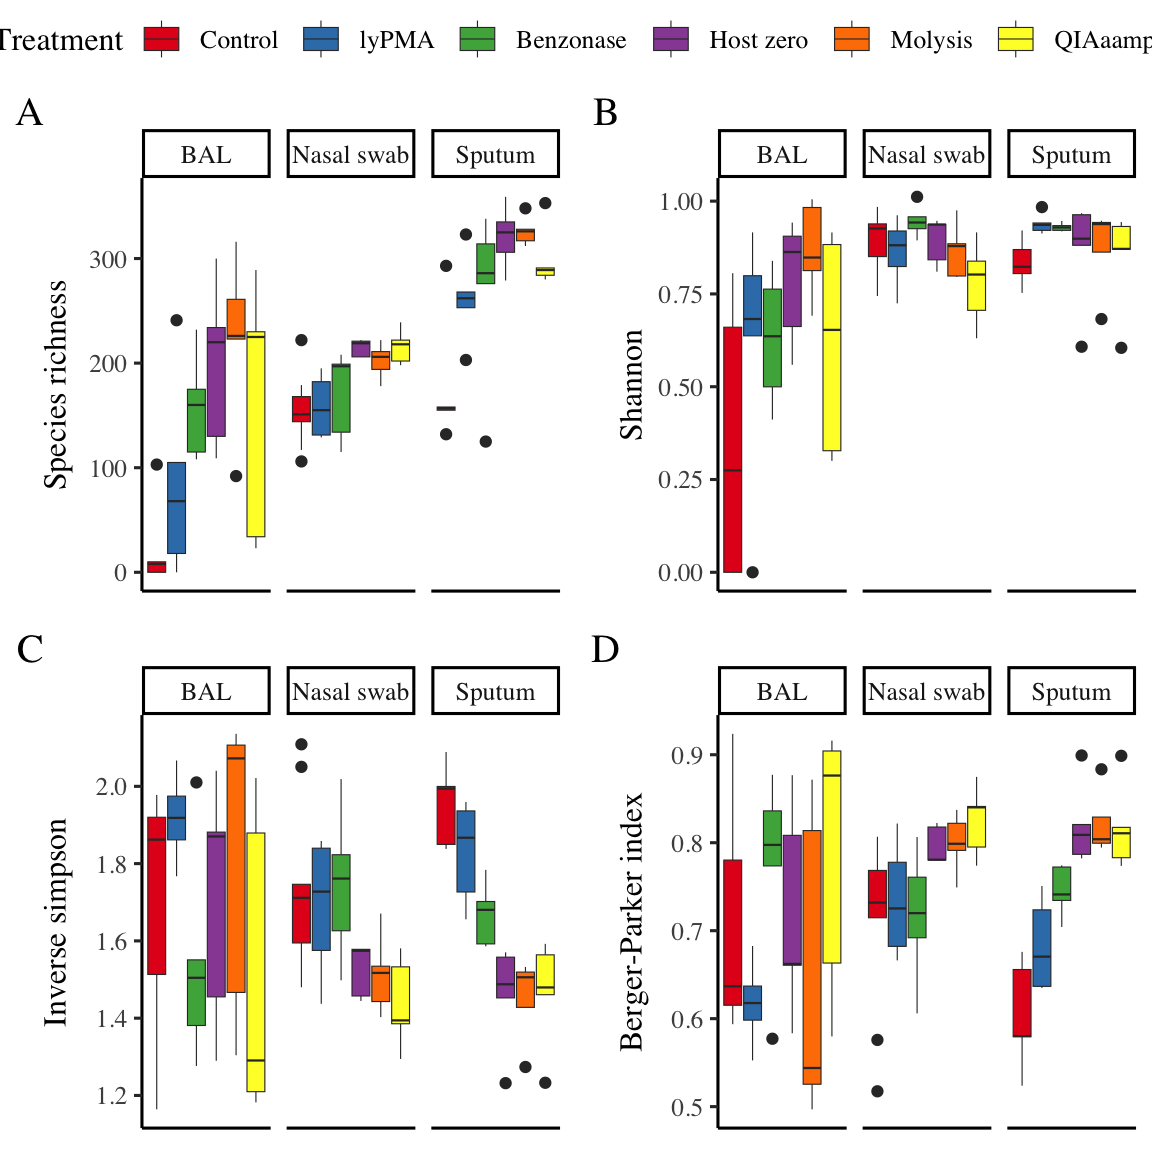 Treatment Control lyPMA Benzonase Host zero Molysis QIAaamp
A
BAL Nasal swab Sputum
Species richness
300
200
100
0
B
BAL Nasal swab Sputum
Shannon
1.00
0.75
0.50
0.25
0.00
C
BAL Nasal swab Sputum
Inverse simpson
2.0
1.8
1.6
1.4
1.2
D
BAL Nasal swab Sputum
Berger-Parker index
0.9
0.8
0.7
0.6
0.5